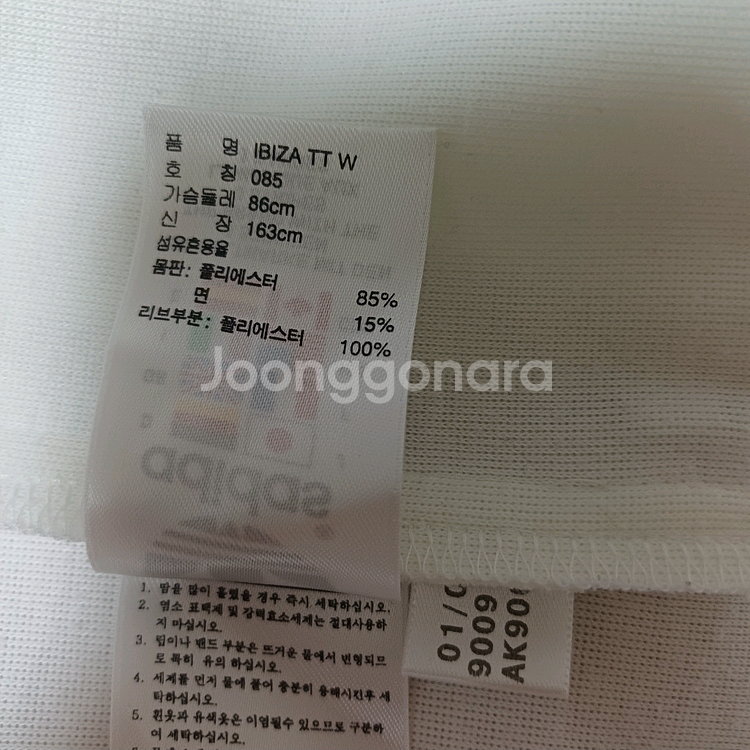 품 명 IBIZA TT W
호 칭 085
가슴둘레 86cm
신 장 163cm
섬유혼용율
몸판: 폴리에스터 85%
면 15%
리브부분: 폴리에스터 100%
Joonggonara
adidas
1. 땀을 많이 흘렸을 경우 즉시 세탁하십시오.
2. 염소 표백제 및 강력효소세제는 절대사용하
지 마십시오.
3. 텁이나 밴드 부분은 뜨거운 물에서 변형되므
로 특히 유의 하십시오.
4. 세제를 먼저 물에 풀어 충분히 용해시킨후 세
탁하십시오.
5. 흰옷과 유색옷은 이염될수 있으므로 구분하
여 세탁하십시오.
01/0
9009
AK90